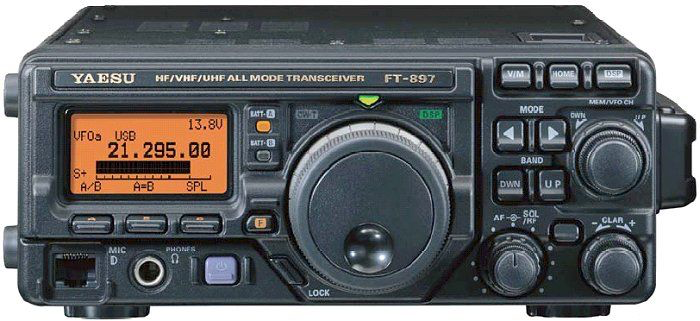 YAESU HF/VHF/UHF ALL MODE TRANSCEIVER FT-897
V/M HOME DSP
MEM/VFO CH
13.8V
VFOa USB
21.295.00
S+
A/B A=B SPL
BATT-A
BATT-B
CW-T
DSP
MODE
DWN UP
BAND
DWN UP
F
AF SQL/RF
- CLAR +
MIC
PHONES
LOCK